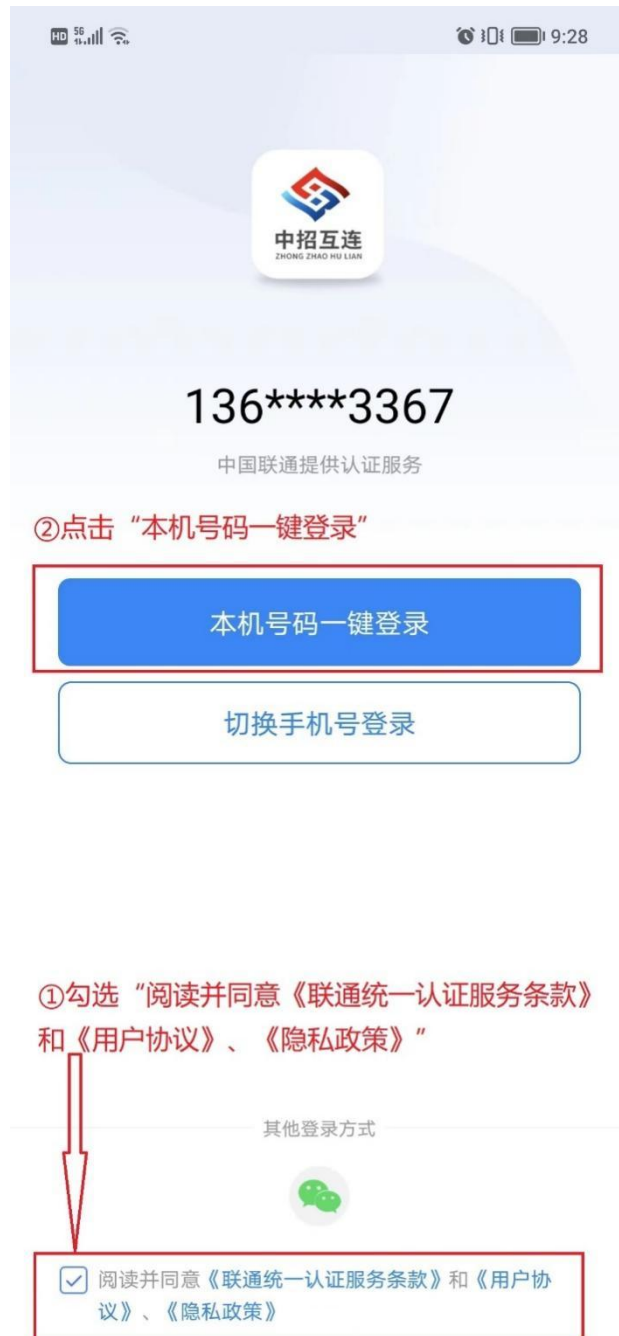 HD 5G 9:28
中招互连
ZHONG ZHAO HU LIAN
136****3367
中国联通提供认证服务
②点击“本机号码一键登录”
本机号码一键登录
切换手机号登录
①勾选“阅读并同意《联通统一认证服务条款》
和《用户协议》、《隐私政策》”
其他登录方式
阅读并同意《联通统一认证服务条款》和《用户协
议》、《隐私政策》